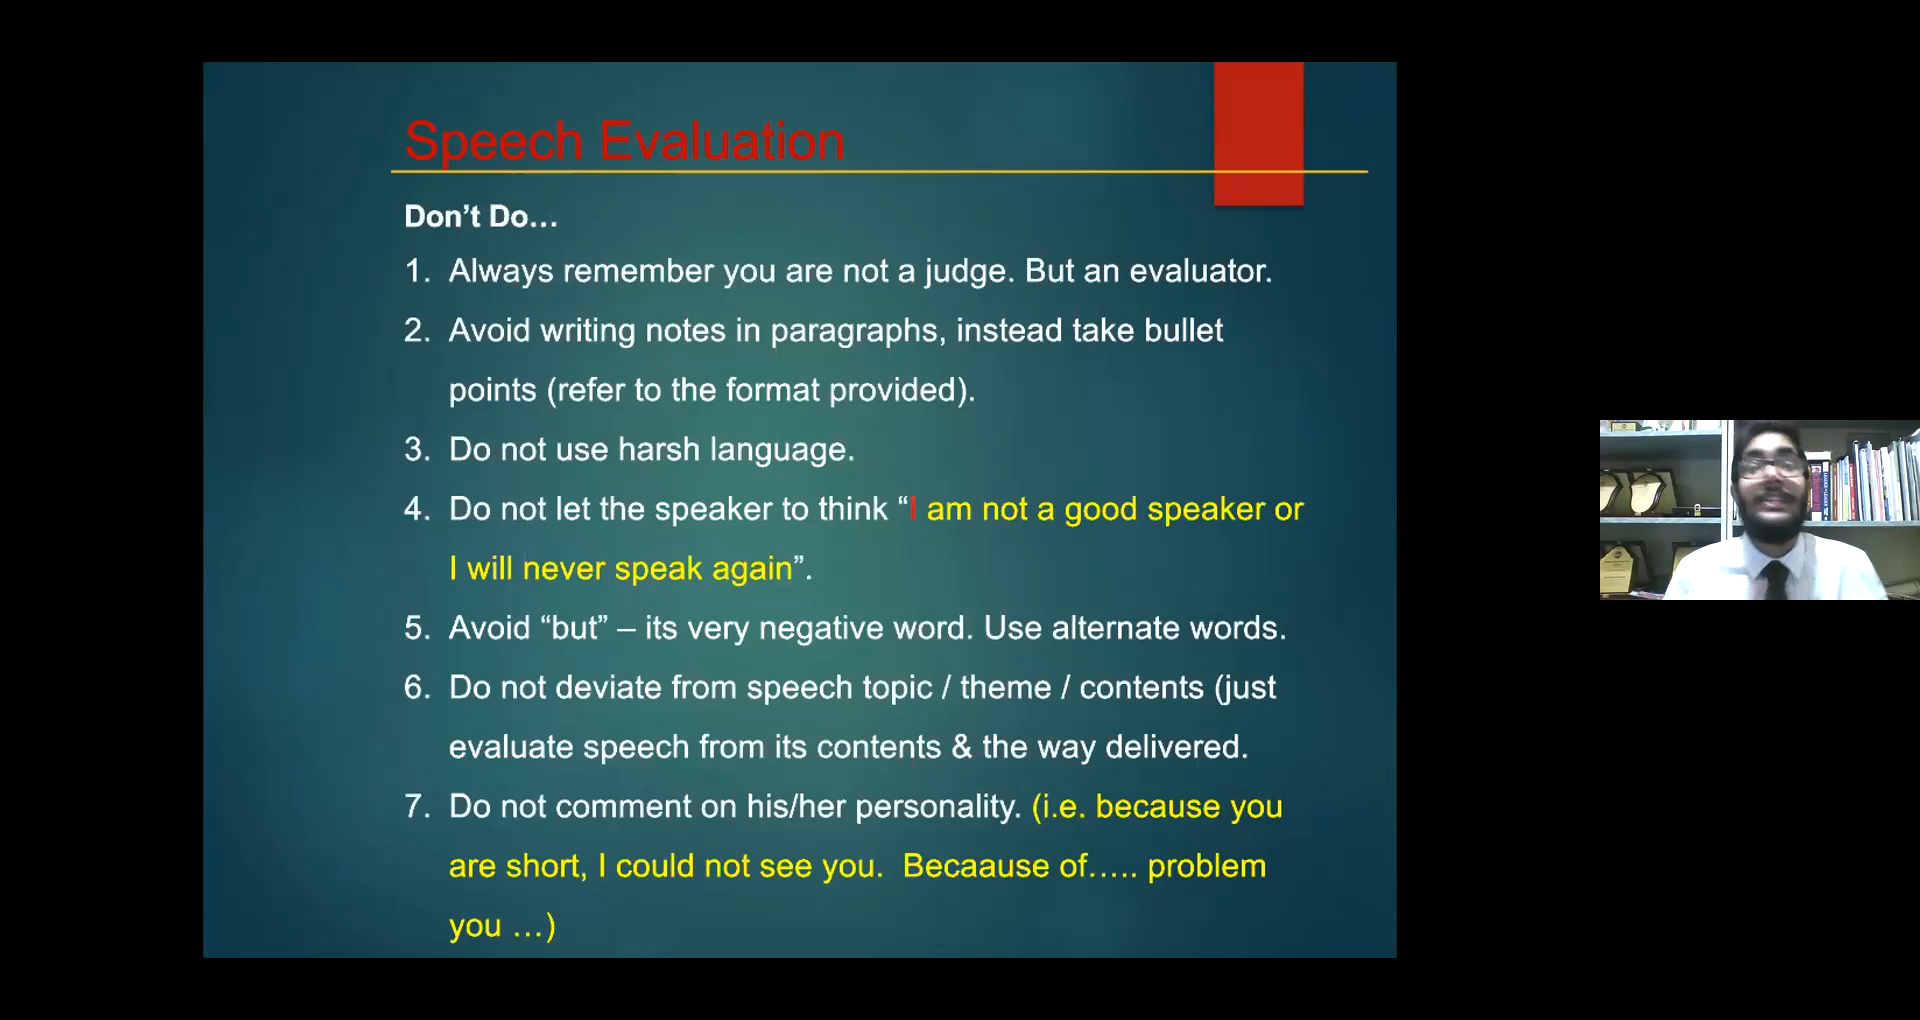 Speech Evaluation
Don’t Do…
1. Always remember you are not a judge. But an evaluator.
2. Avoid writing notes in paragraphs, instead take bullet
points (refer to the format provided).
3. Do not use harsh language.
4. Do not let the speaker to think “I am not a good speaker or
I will never speak again”.
5. Avoid “but” – its very negative word. Use alternate words.
6. Do not deviate from speech topic / theme / contents (just
evaluate speech from its contents & the way delivered.
7. Do not comment on his/her personality. (i.e. because you
are short, I could not see you.  Becaause of….. problem
you …)